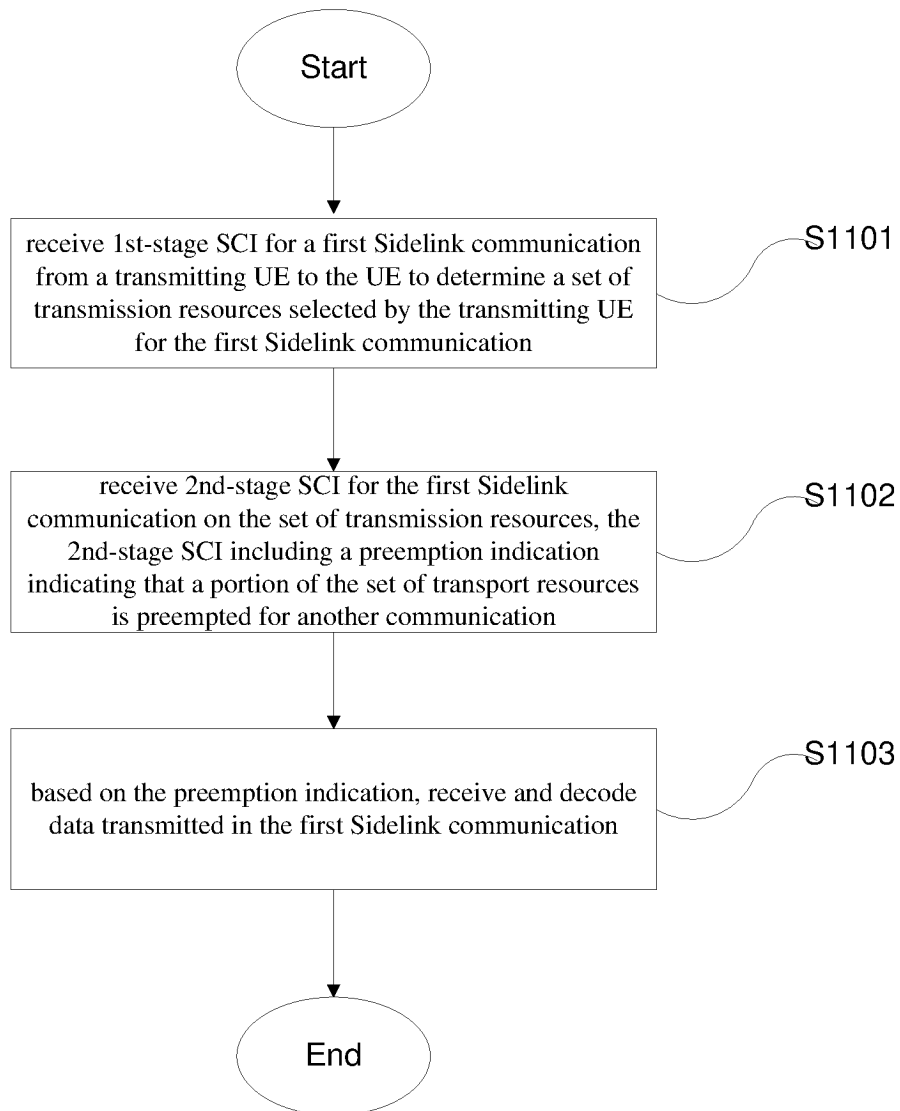 Start
receive 1st-stage SCI for a first Sidelink communication
from a transmitting UE to the UE to determine a set of
transmission resources selected by the transmitting UE
for the first Sidelink communication
S1101
receive 2nd-stage SCI for the first Sidelink
communication on the set of transmission resources, the
2nd-stage SCI including a preemption indication
indicating that a portion of the set of transport resources
is preempted for another communication
S1102
based on the preemption indication, receive and decode
data transmitted in the first Sidelink communication
S1103
End